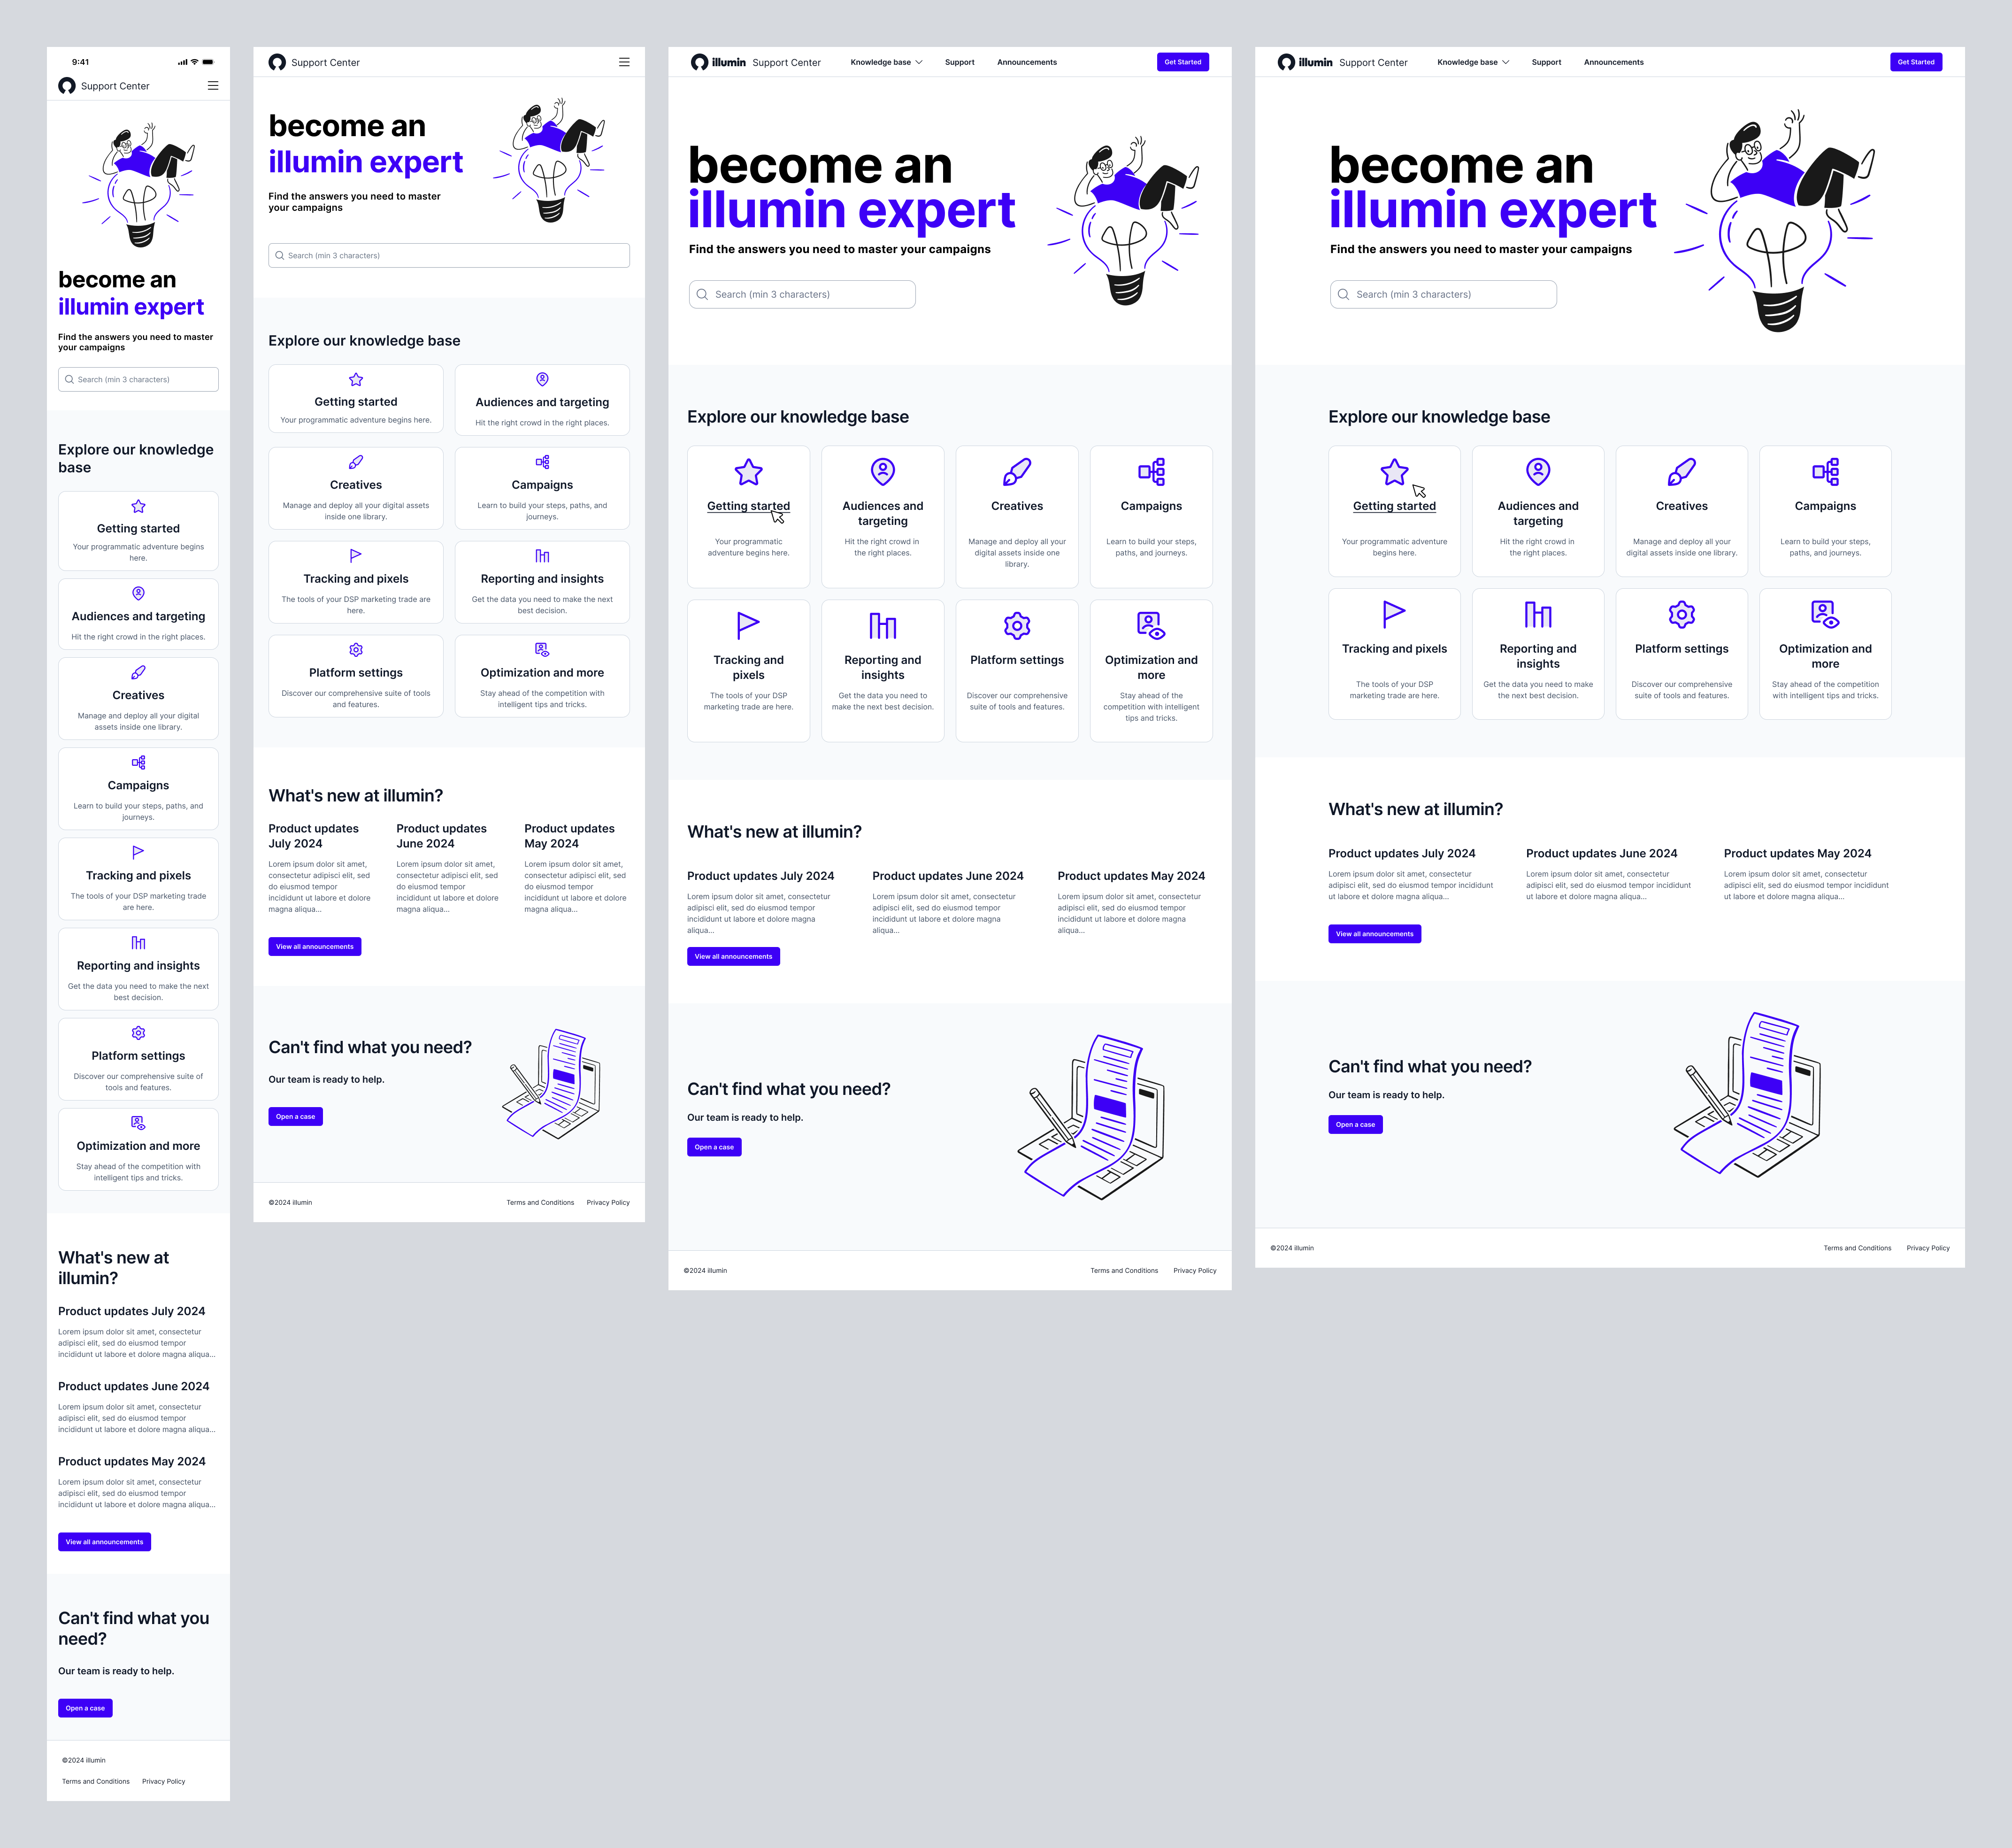 9:41
Support Center
become an
illumin expert
Find the answers you need to master
your campaigns
Search (min 3 characters)
Explore our knowledge
base
Getting started
Your programmatic adventure begins
here.
Audiences and targeting
Hit the right crowd in the right places.
Creatives
Manage and deploy all your digital
assets inside one library.
Campaigns
Learn to build your steps, paths, and
journeys.
Tracking and pixels
The tools of your DSP marketing trade
are here.
Reporting and insights
Get the data you need to make the next
best decision.
Platform settings
Discover our comprehensive suite of
tools and features.
Optimization and more
Stay ahead of the competition with
intelligent tips and tricks.
What's new at
illumin?
Product updates July 2024
Lorem ipsum dolor sit amet, consectetur
adipisci elit, sed do eiusmod tempor
incididunt ut labore et dolore magna aliqua...
Product updates June 2024
Lorem ipsum dolor sit amet, consectetur
adipisci elit, sed do eiusmod tempor
incididunt ut labore et dolore magna aliqua...
Product updates May 2024
Lorem ipsum dolor sit amet, consectetur
adipisci elit, sed do eiusmod tempor
incididunt ut labore et dolore magna aliqua...
View all announcements
Can't find what you
need?
Our team is ready to help.
Open a case
©2024 illumin
Terms and Conditions Privacy Policy
Support Center
become an
illumin expert
Find the answers you need to master
your campaigns
Search (min 3 characters)
Explore our knowledge base
Getting started
Your programmatic adventure begins here.
Audiences and targeting
Hit the right crowd in the right places.
Creatives
Manage and deploy all your digital assets
inside one library.
Campaigns
Learn to build your steps, paths, and
journeys.
Tracking and pixels
The tools of your DSP marketing trade are
here.
Reporting and insights
Get the data you need to make the next
best decision.
Platform settings
Discover our comprehensive suite of tools
and features.
Optimization and more
Stay ahead of the competition with
intelligent tips and tricks.
What's new at illumin?
Product updates
July 2024
Lorem ipsum dolor sit amet,
consectetur adipisci elit, sed
do eiusmod tempor
incididunt ut labore et dolore
magna aliqua...
Product updates
June 2024
Lorem ipsum dolor sit amet,
consectetur adipisci elit, sed
do eiusmod tempor
incididunt ut labore et dolore
magna aliqua...
Product updates
May 2024
Lorem ipsum dolor sit amet,
consectetur adipisci elit, sed
do eiusmod tempor
incididunt ut labore et dolore
magna aliqua...
View all announcements
Can't find what you need?
Our team is ready to help.
Open a case
©2024 illumin Terms and Conditions Privacy Policy
illumin Support Center Knowledge base Support Announcements Get Started
become an
illumin expert
Find the answers you need to master your campaigns
Search (min 3 characters)
Explore our knowledge base
Getting started
Your programmatic
adventure begins here.
Audiences and
targeting
Hit the right crowd in
the right places.
Creatives
Manage and deploy all your
digital assets inside one
library.
Campaigns
Learn to build your steps,
paths, and journeys.
Tracking and
pixels
The tools of your DSP
marketing trade are here.
Reporting and
insights
Get the data you need to
make the next best decision.
Platform settings
Discover our comprehensive
suite of tools and features.
Optimization and
more
Stay ahead of the
competition with intelligent
tips and tricks.
What's new at illumin?
Product updates July 2024
Lorem ipsum dolor sit amet, consectetur
adipisci elit, sed do eiusmod tempor
incididunt ut labore et dolore magna
aliqua...
Product updates June 2024
Lorem ipsum dolor sit amet, consectetur
adipisci elit, sed do eiusmod tempor
incididunt ut labore et dolore magna
aliqua...
Product updates May 2024
Lorem ipsum dolor sit amet, consectetur
adipisci elit, sed do eiusmod tempor
incididunt ut labore et dolore magna
aliqua...
View all announcements
Can't find what you need?
Our team is ready to help.
Open a case
©2024 illumin Terms and Conditions Privacy Policy
illumin Support Center Knowledge base Support Announcements Get Started
become an
illumin expert
Find the answers you need to master your campaigns
Search (min 3 characters)
Explore our knowledge base
Getting started
Your programmatic adventure
begins here.
Audiences and
targeting
Hit the right crowd in
the right places.
Creatives
Manage and deploy all your
digital assets inside one library.
Campaigns
Learn to build your steps,
paths, and journeys.
Tracking and pixels
The tools of your DSP
marketing trade are here.
Reporting and
insights
Get the data you need to make
the next best decision.
Platform settings
Discover our comprehensive
suite of tools and features.
Optimization and
more
Stay ahead of the competition
with intelligent tips and tricks.
What's new at illumin?
Product updates July 2024
Lorem ipsum dolor sit amet, consectetur
adipisci elit, sed do eiusmod tempor incididunt
ut labore et dolore magna aliqua...
Product updates June 2024
Lorem ipsum dolor sit amet, consectetur
adipisci elit, sed do eiusmod tempor incididunt
ut labore et dolore magna aliqua...
Product updates May 2024
Lorem ipsum dolor sit amet, consectetur
adipisci elit, sed do eiusmod tempor incididunt
ut labore et dolore magna aliqua...
View all announcements
Can't find what you need?
Our team is ready to help.
Open a case
©2024 illumin Terms and Conditions Privacy Policy